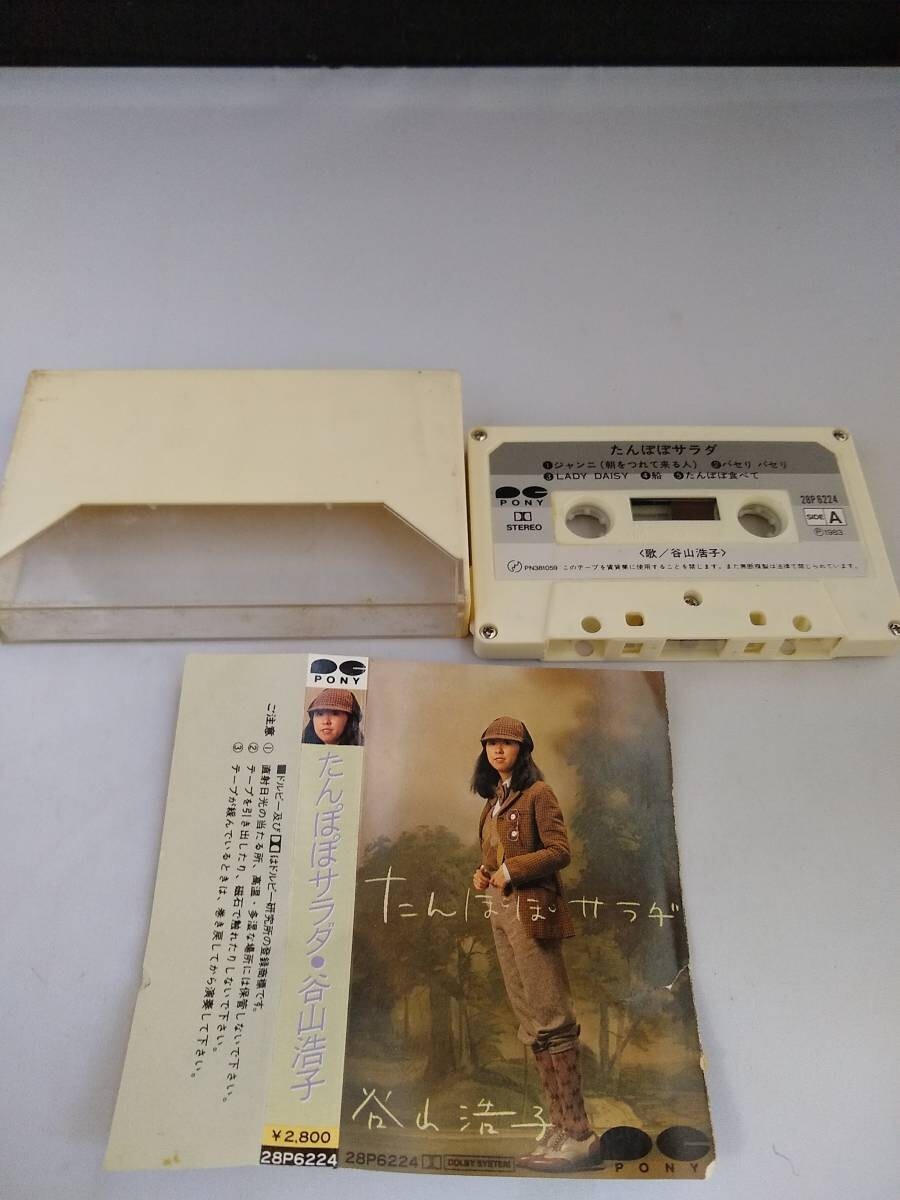 たんぽぽサラダ
❶ジャンニ(朝をつれて来る人) ❷パセリ パセリ
❸LADY DAISY ❹船 ❺たんぽぽ食べて
PONY
28P6224
STEREO
SIDE A
Ⓟ1983
〈歌/谷山浩子〉
PN381059 このテープを賃貸業に使用することを禁じます。また無断複製は法律で禁じられています。
PONY
たんぽぽサラダ●谷山浩子
¥2,800
28P6224
■ドルビー及びはドルビー研究所の登録商標です。
ご注意 ① 直射日光の当たる所、高温・多湿な場所には保管しないで下さい。
② テープを引き出したり、磁石で触れたりしないで下さい。
③ テープが緩んでいるときは、巻き戻してから演奏して下さい。
たんぽぽサラダ
谷山浩子
28P6224 DOLBY SYSTEM
PONY